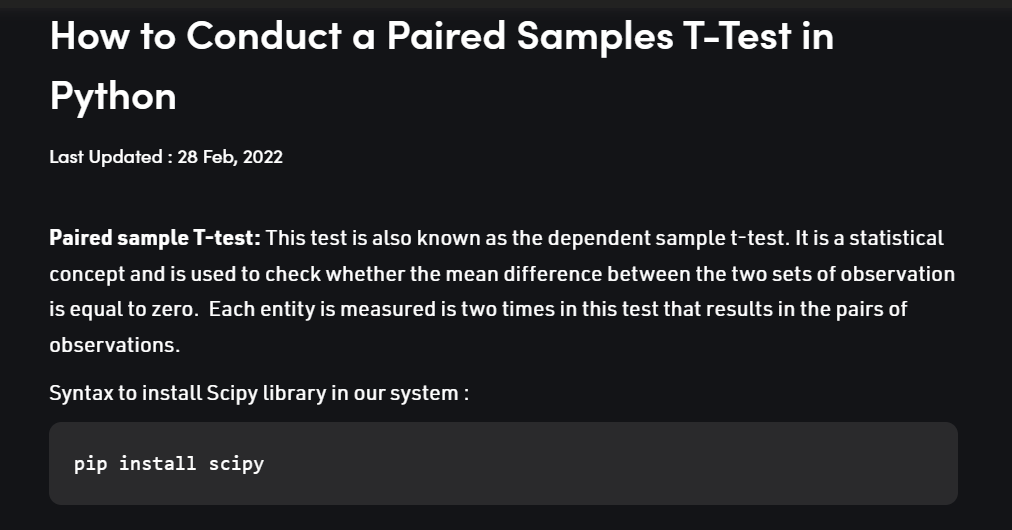 How to Conduct a Paired Samples T-Test in
Python
Last Updated : 28 Feb, 2022
Paired sample T-test: This test is also known as the dependent sample t-test. It is a statistical
concept and is used to check whether the mean difference between the two sets of observation
is equal to zero.  Each entity is measured is two times in this test that results in the pairs of
observations.
Syntax to install Scipy library in our system :
pip install scipy